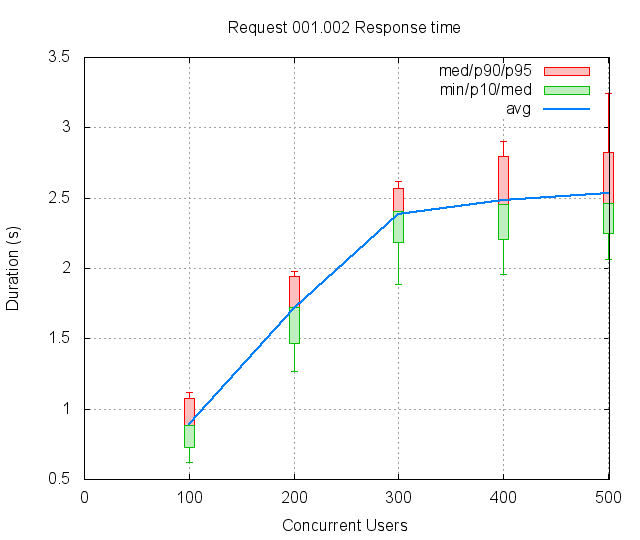 Request 001.002 Response time
3.5
3
2.5
2
1.5
1
0.5
Duration (s)
med/p90/p95
min/p10/med
avg
0
100
200
300
400
500
Concurrent Users